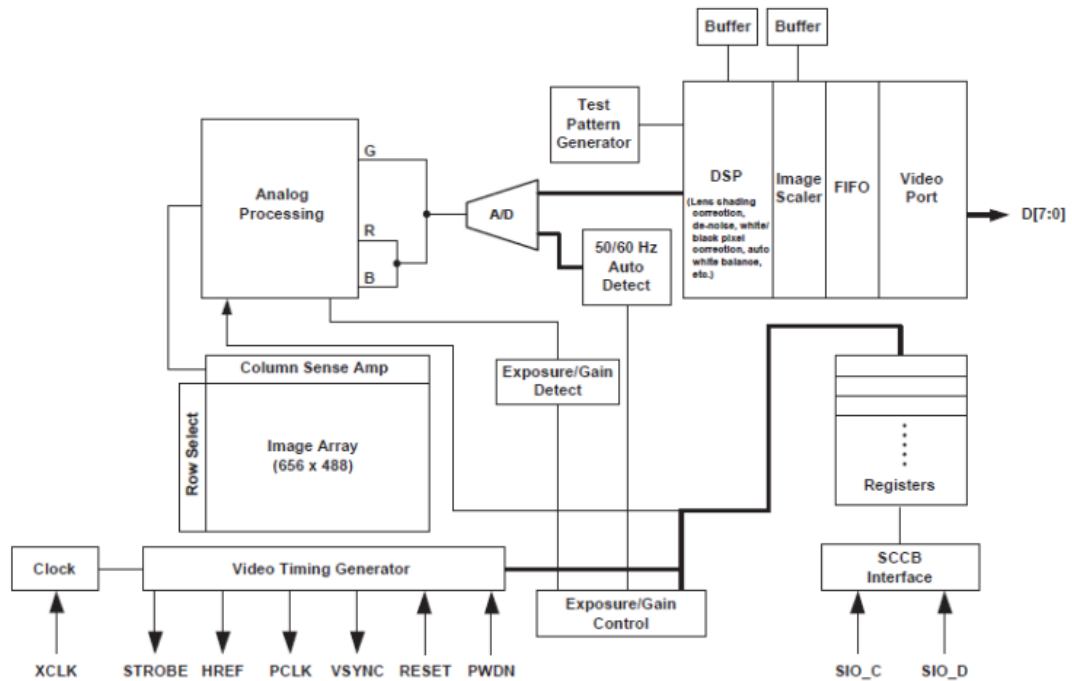 Buffer
Buffer
Test
Pattern
Generator
DSP
(Lens shading
correction,
de-noise, white/
black pixel
correction, auto
white balance,
etc.)
Image
Scaler
FIFO
Video
Port
D[7:0]
Analog
Processing
G
R
B
A/D
50/60 Hz
Auto
Detect
Column Sense Amp
Row Select
Image Array
(656 x 488)
Exposure/Gain
Detect
Registers
Clock
Video Timing Generator
Exposure/Gain
Control
SCCB
Interface
XCLK
STROBE
HREF
PCLK
VSYNC
RESET
PWDN
SIO_C
SIO_D